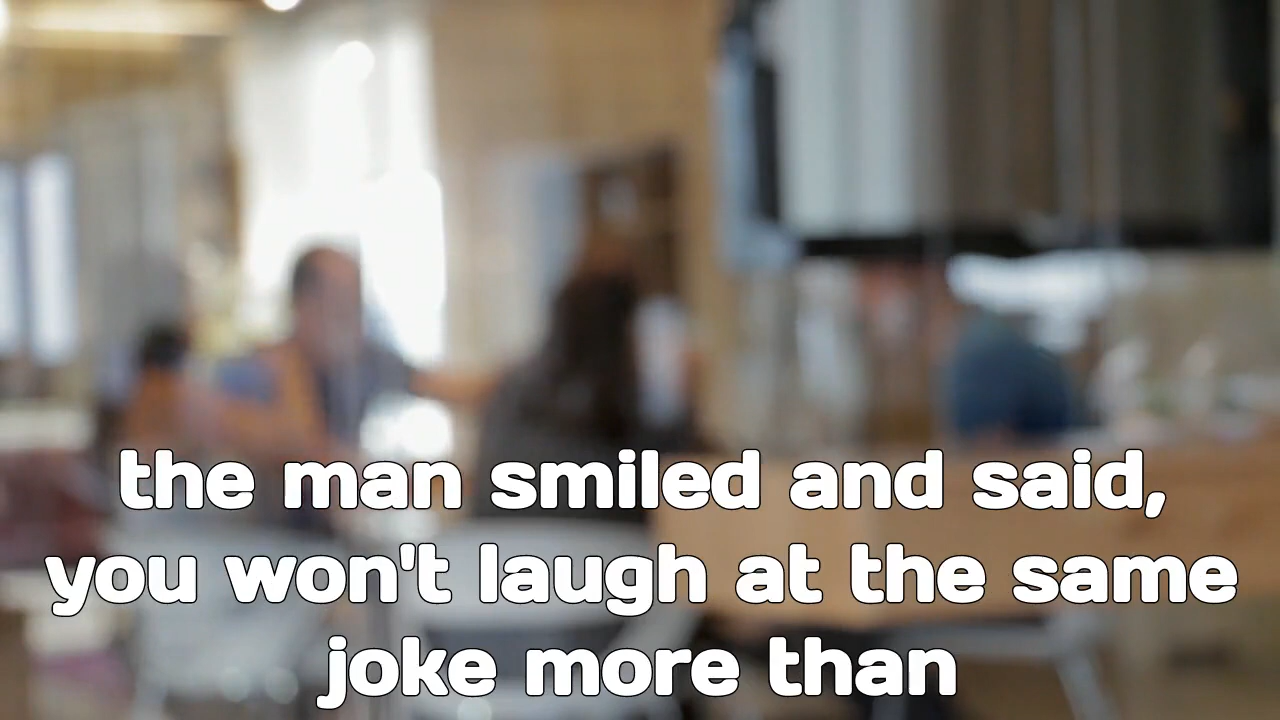 the man smiled and said,
you won't laugh at the same
joke more than